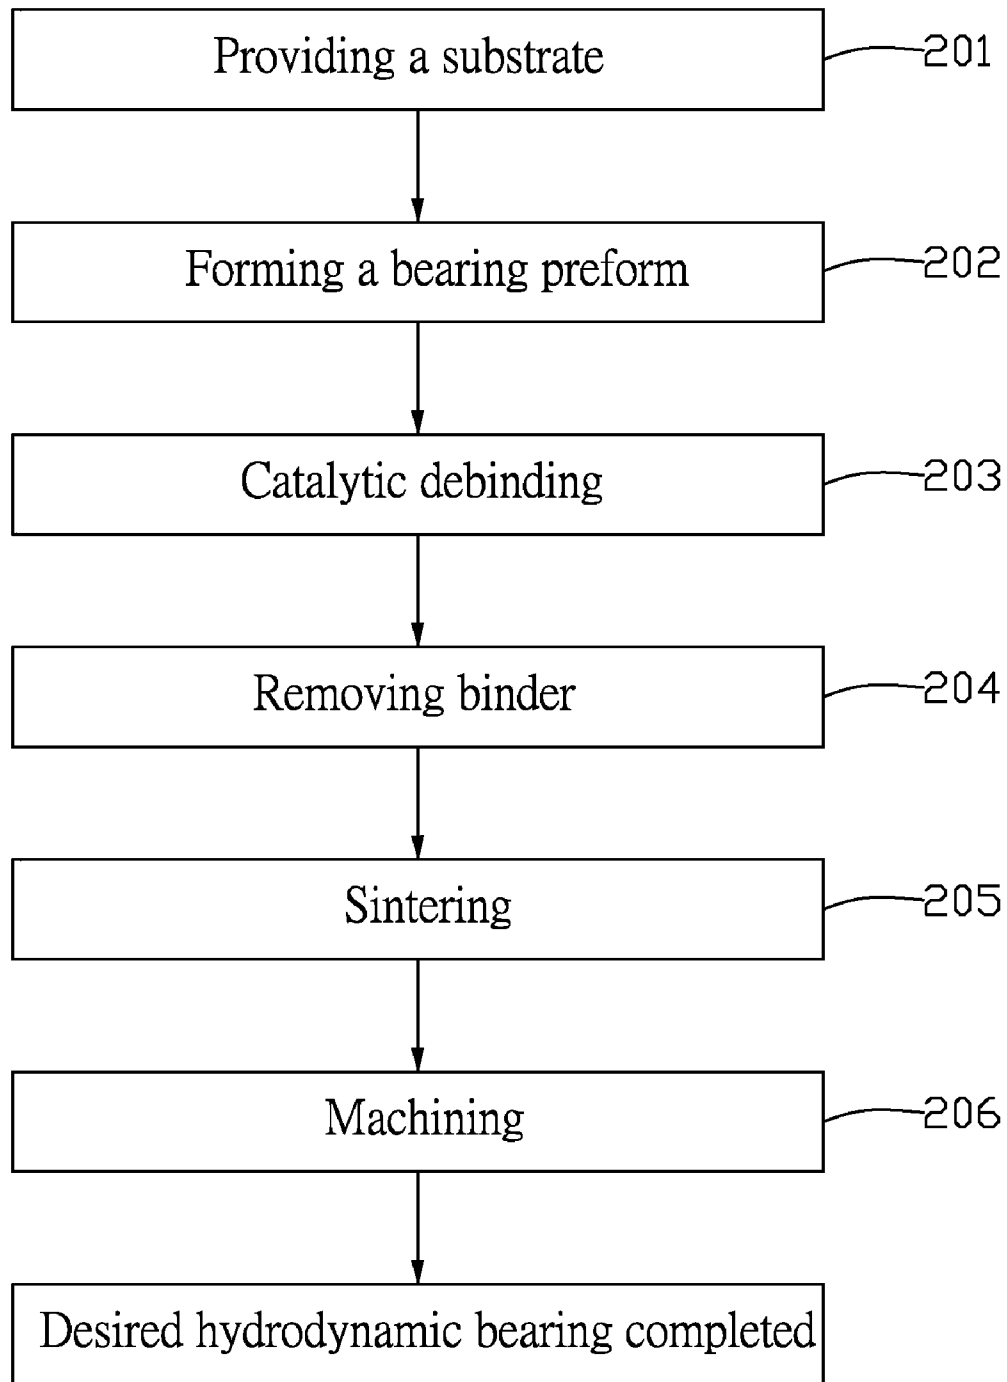 Providing a substrate 201
Forming a bearing preform 202
Catalytic debinding 203
Removing binder 204
Sintering 205
Machining 206
Desired hydrodynamic bearing completed